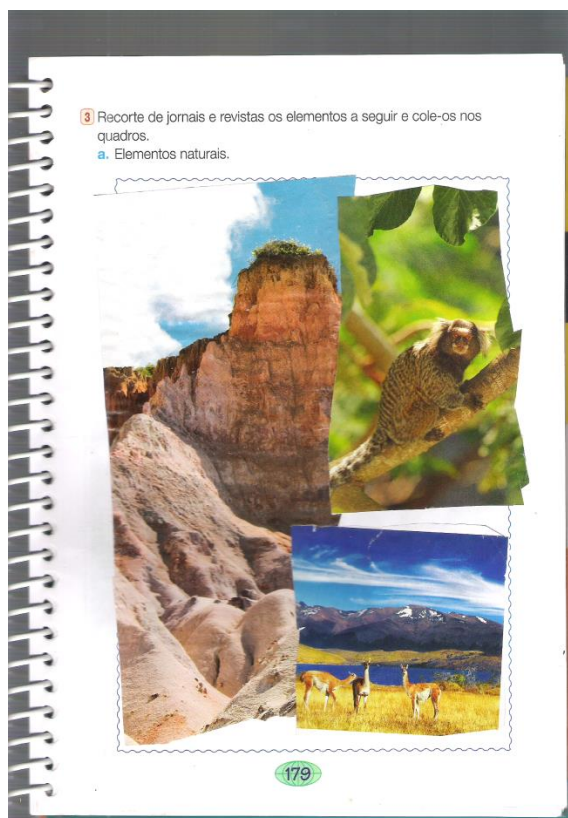 3 Recorte de jornais e revistas os elementos a seguir e cole-os nos
quadros.
a. Elementos naturais.
179